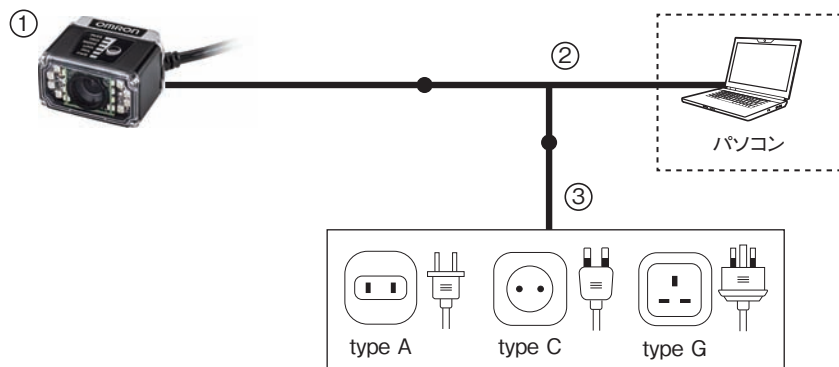 ①
OMRON
②
パソコン
③
type A
type C
type G